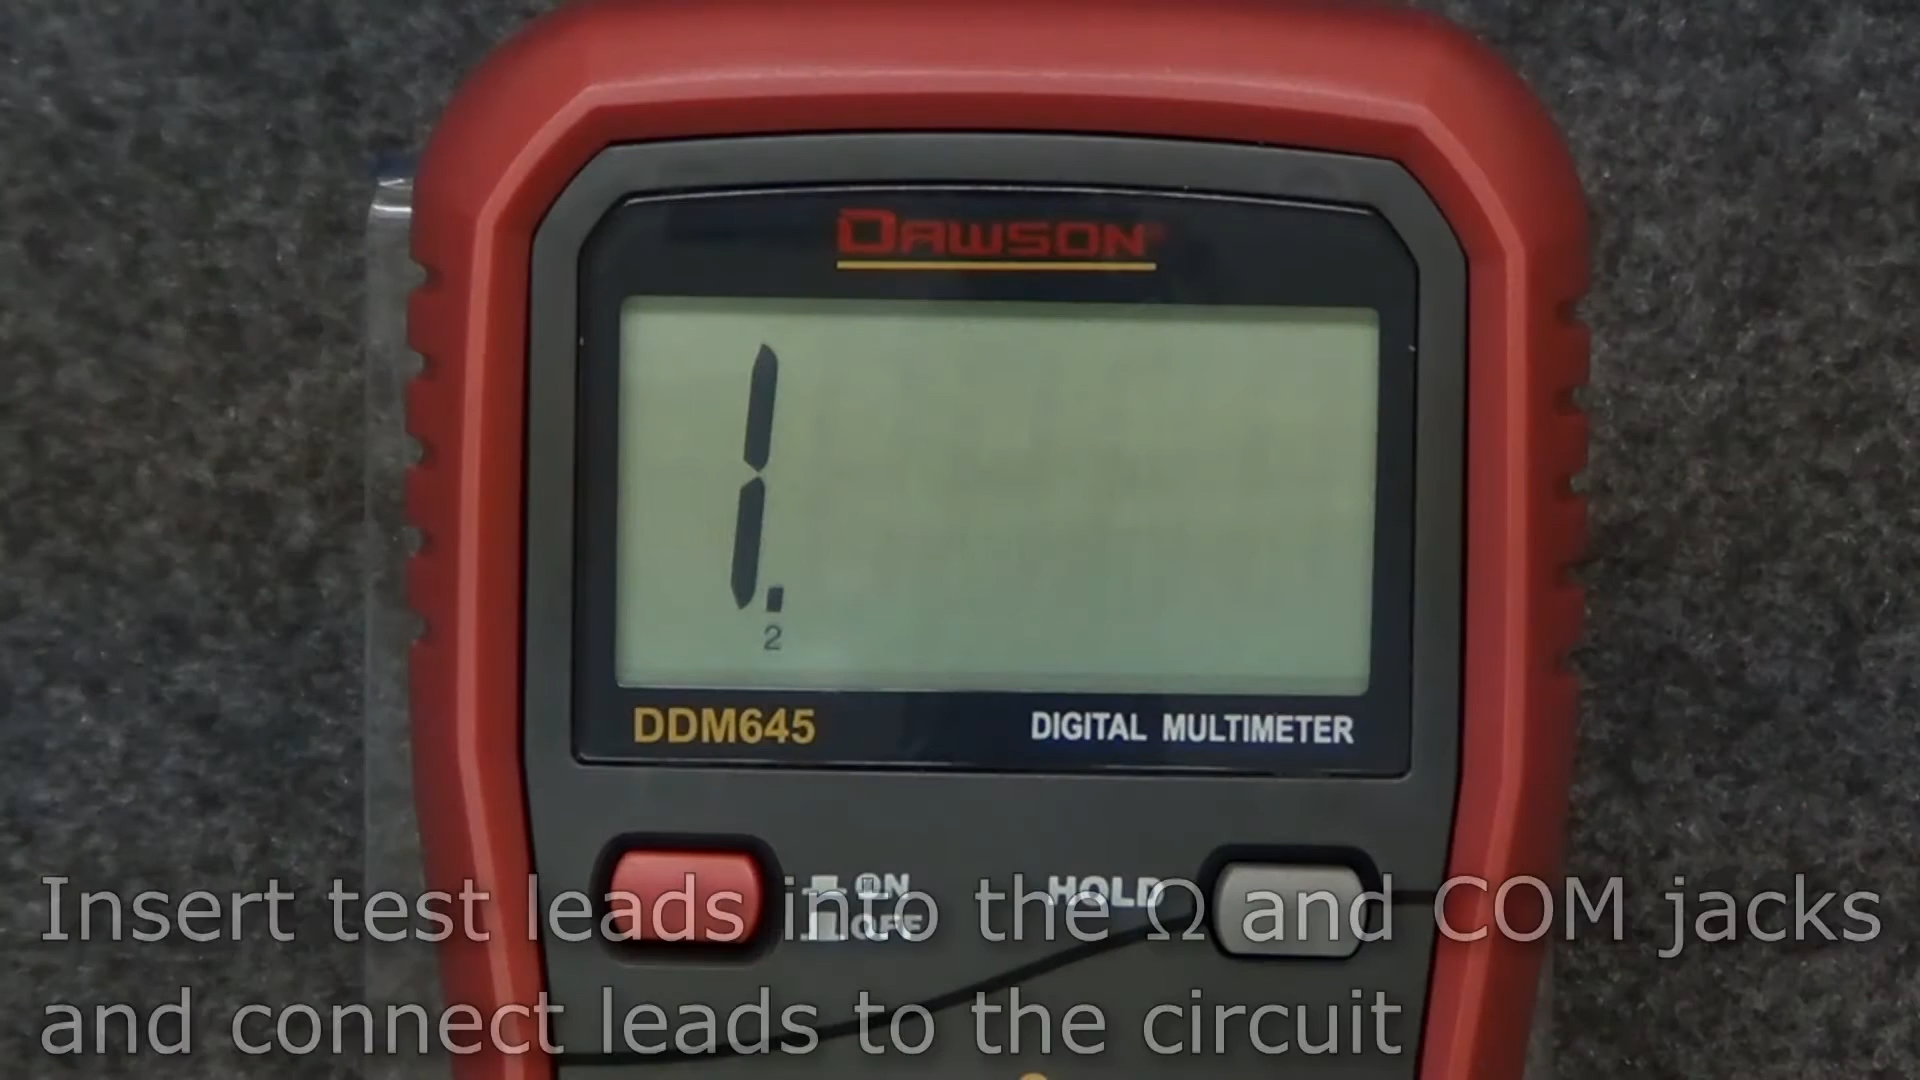 DAWSON
1.
2
DDM645 DIGITAL MULTIMETER
ON
OFF
HOLD
Insert test leads into the Ω and COM jacks
and connect leads to the circuit